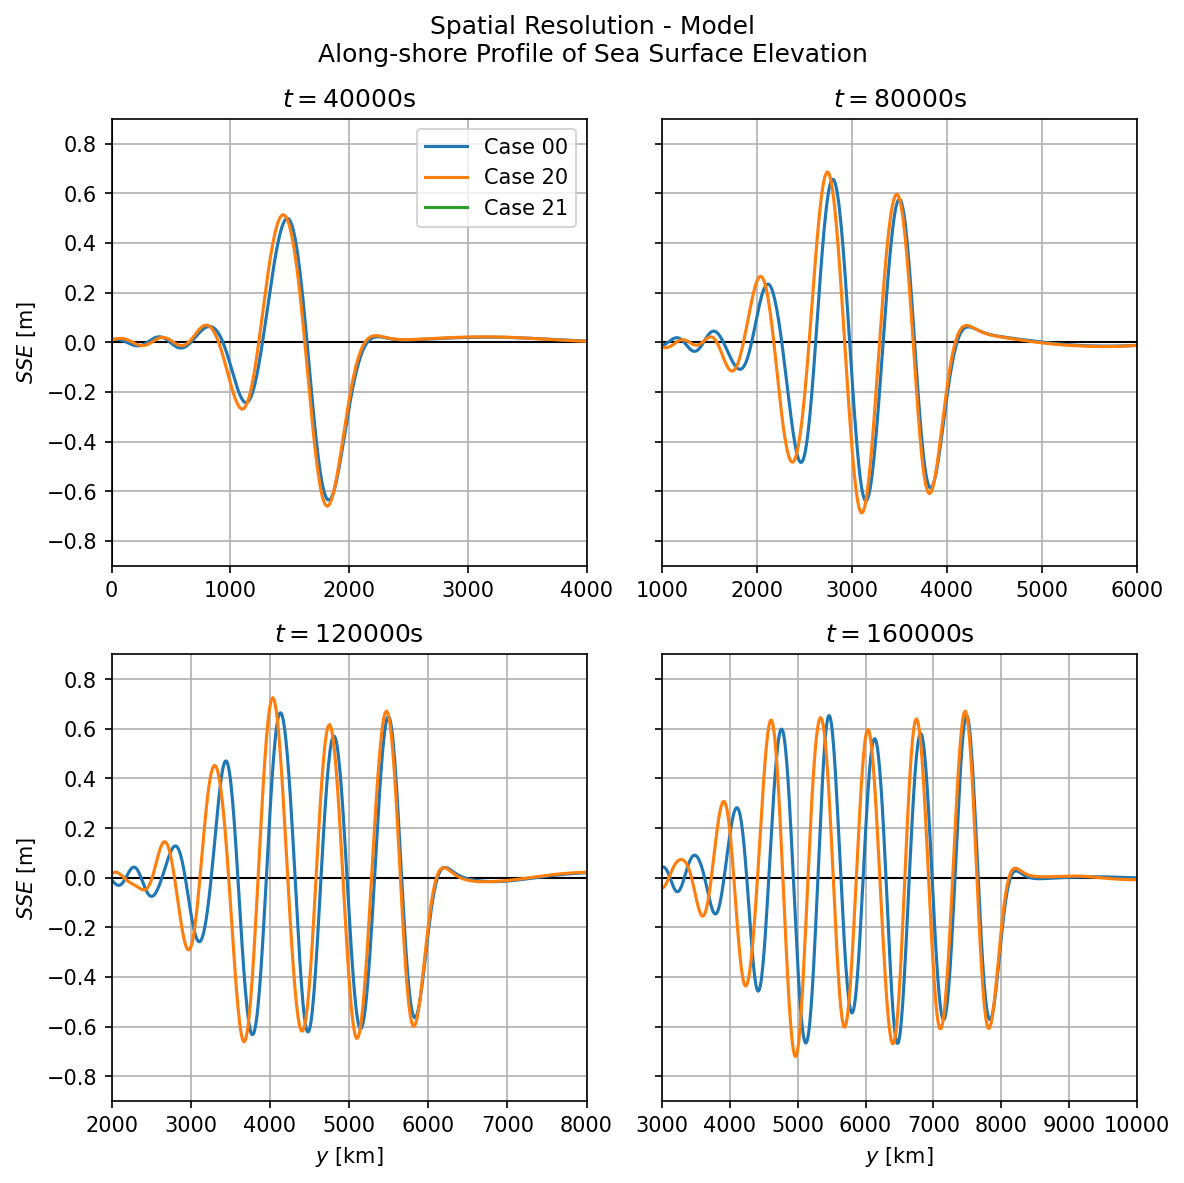 Spatial Resolution - Model
Along-shore Profile of Sea Surface Elevation
t = 40000s
t = 80000s
0.8
0.6
0.4
0.2
0.0
−0.2
−0.4
−0.6
−0.8
SSE [m]
Case 00
Case 20
Case 21
0 1000 2000 3000 4000
1000 2000 3000 4000 5000 6000
t = 120000s
t = 160000s
0.8
0.6
0.4
0.2
0.0
−0.2
−0.4
−0.6
−0.8
SSE [m]
2000 3000 4000 5000 6000 7000 8000
3000 4000 5000 6000 7000 8000 9000 10000
y [km]
y [km]